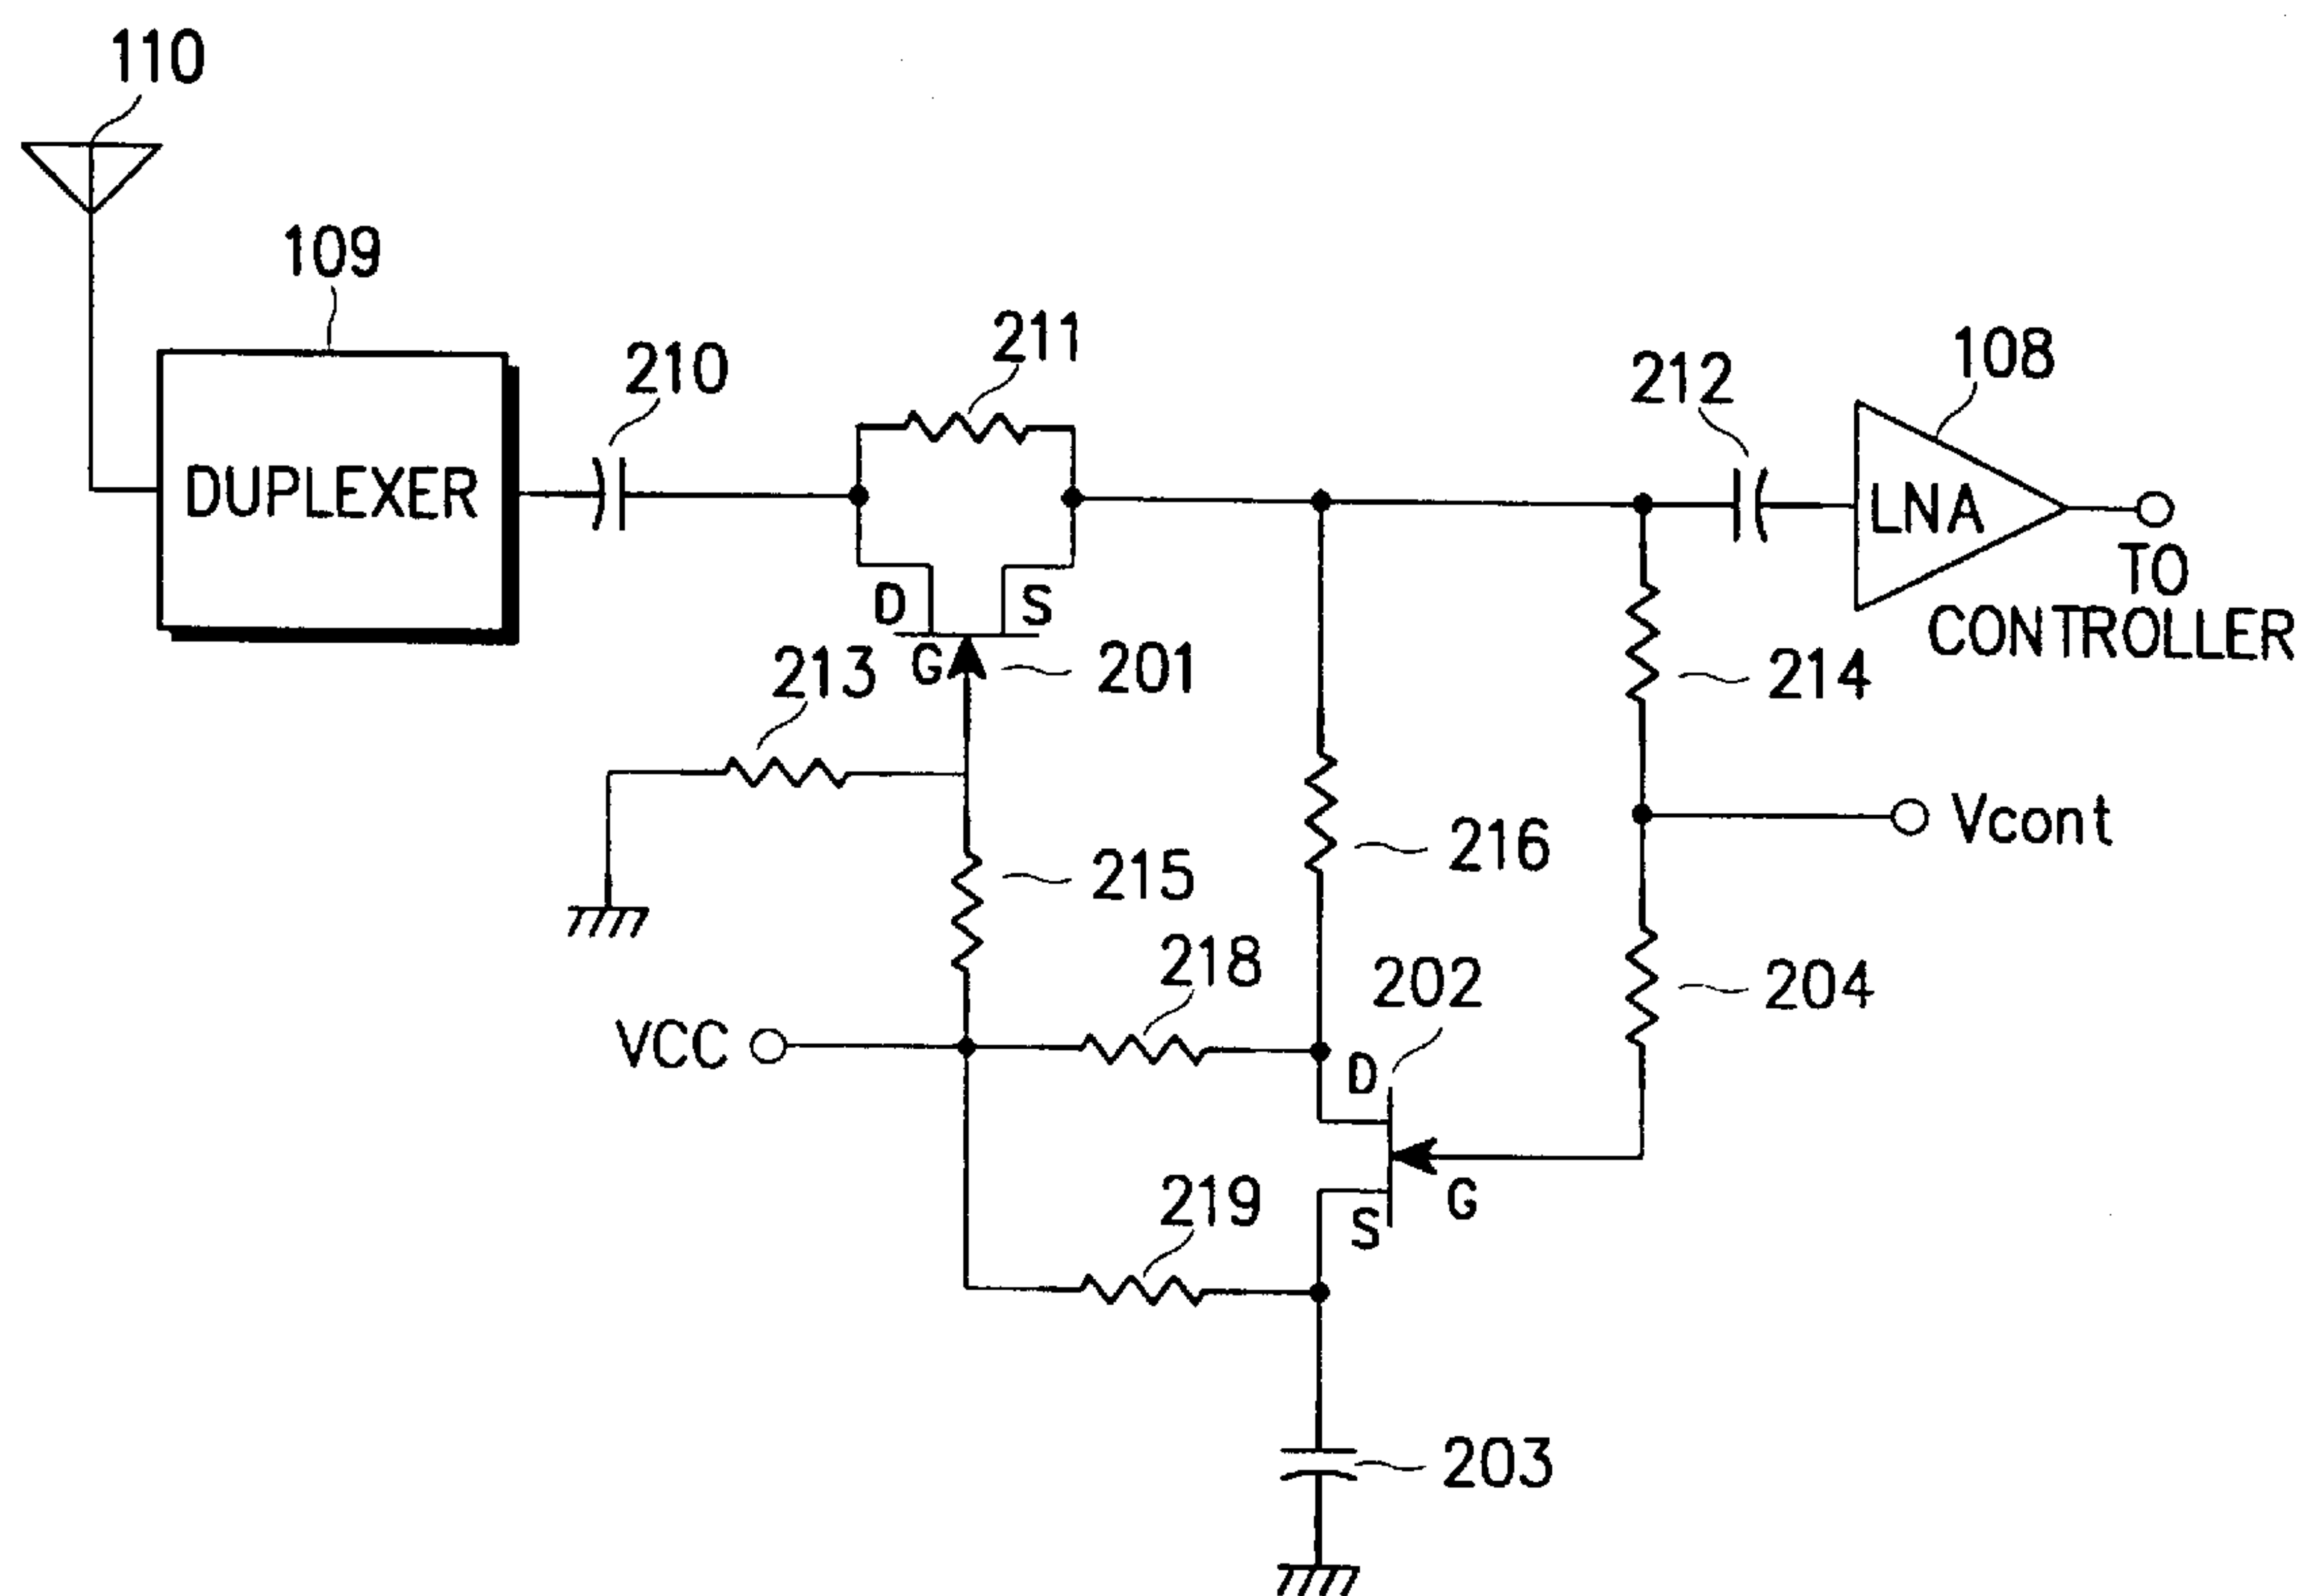 110
109
DUPLEXER
210
211
212
108
LNA
TO
CONTROLLER
D
S
G
201
213
214
215
216
Vcont
218
202
204
VCC
D
G
S
219
203